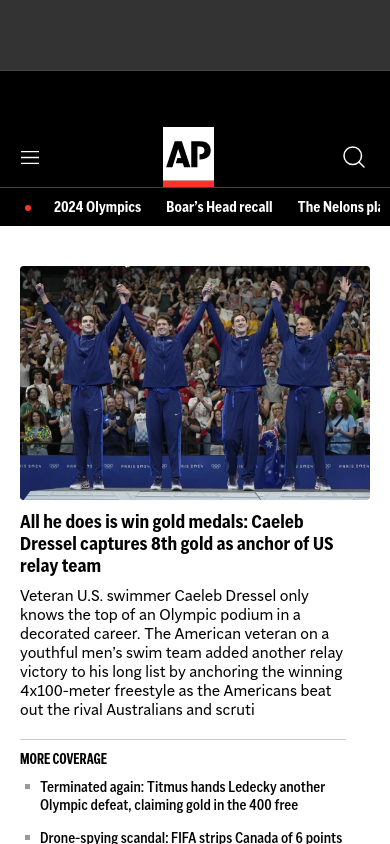 AP
2024 Olympics Boar's Head recall The Nelons pla
All he does is win gold medals: Caeleb
Dressel captures 8th gold as anchor of US
relay team
Veteran U.S. swimmer Caeleb Dressel only
knows the top of an Olympic podium in a
decorated career. The American veteran on a
youthful men's swim team added another relay
victory to his long list by anchoring the winning
4x100-meter freestyle as the Americans beat
out the rival Australians and scruti
MORE COVERAGE
Terminated again: Titmus hands Ledecky another
Olympic defeat, claiming gold in the 400 free
Drone-spying scandal: FIFA strips Canada of 6 points